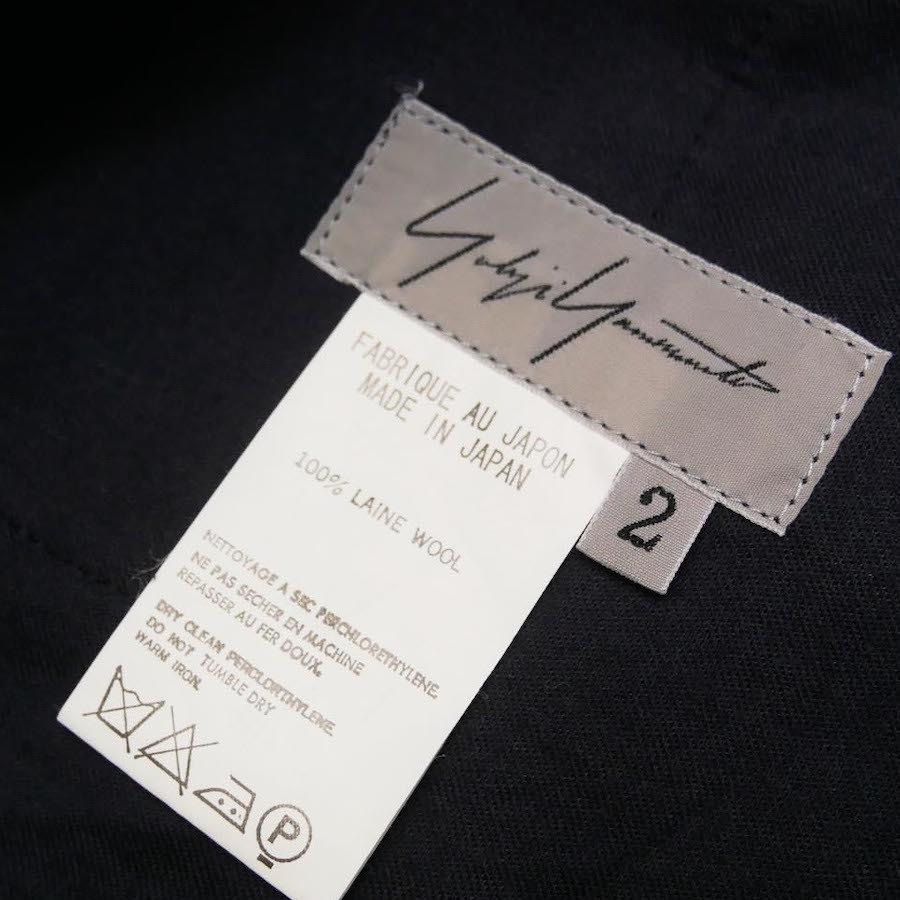 Yohji Yamamoto
2
FABRIQUE AU JAPON
MADE IN JAPAN
100% LAINE WOOL
NETTOYAGE A SEC PERCHLORETHYLENE.
NE PAS SECHER EN MACHINE
REPASSER AU FER DOUX.
DRY CLEAN PERCLORTHYLENE.
DO NOT TUMBLE DRY
WARM IRON.
P